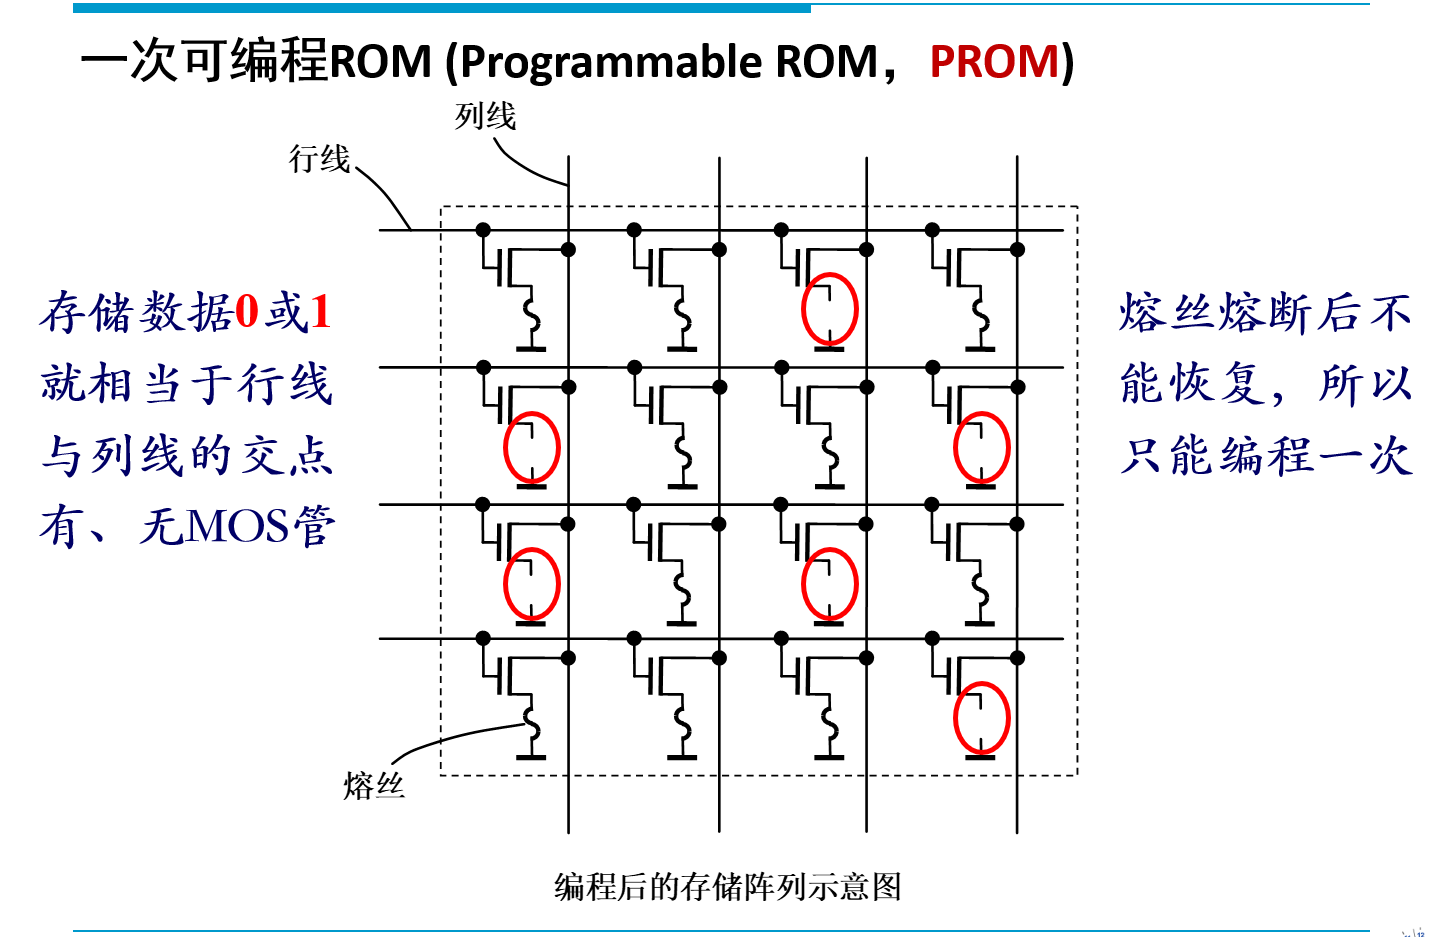 一次可编程ROM (Programmable ROM，PROM)
列线
行线
存储数据0或1
就相当于行线
与列线的交点
有、无MOS管
熔丝熔断后不
能恢复，所以
只能编程一次
熔丝
编程后的存储阵列示意图
12